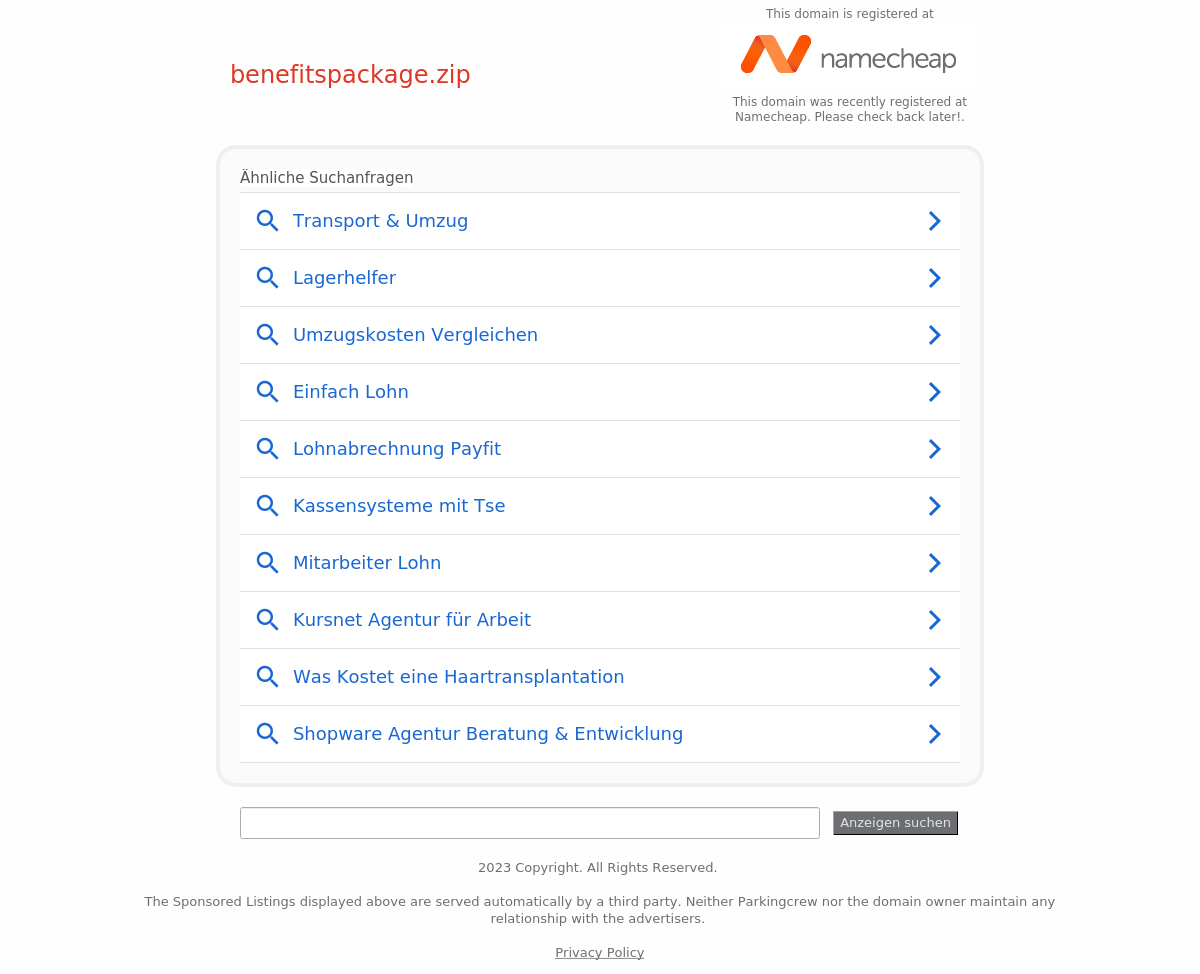 This domain is registered at
namecheap
benefitspackage.zip
This domain was recently registered at
Namecheap. Please check back later!.
Ähnliche Suchanfragen
Transport & Umzug
Lagerhelfer
Umzugskosten Vergleichen
Einfach Lohn
Lohnabrechnung Payfit
Kassensysteme mit Tse
Mitarbeiter Lohn
Kursnet Agentur für Arbeit
Was Kostet eine Haartransplantation
Shopware Agentur Beratung & Entwicklung
Anzeigen suchen
2023 Copyright. All Rights Reserved.
The Sponsored Listings displayed above are served automatically by a third party. Neither Parkingcrew nor the domain owner maintain any
relationship with the advertisers.
Privacy Policy